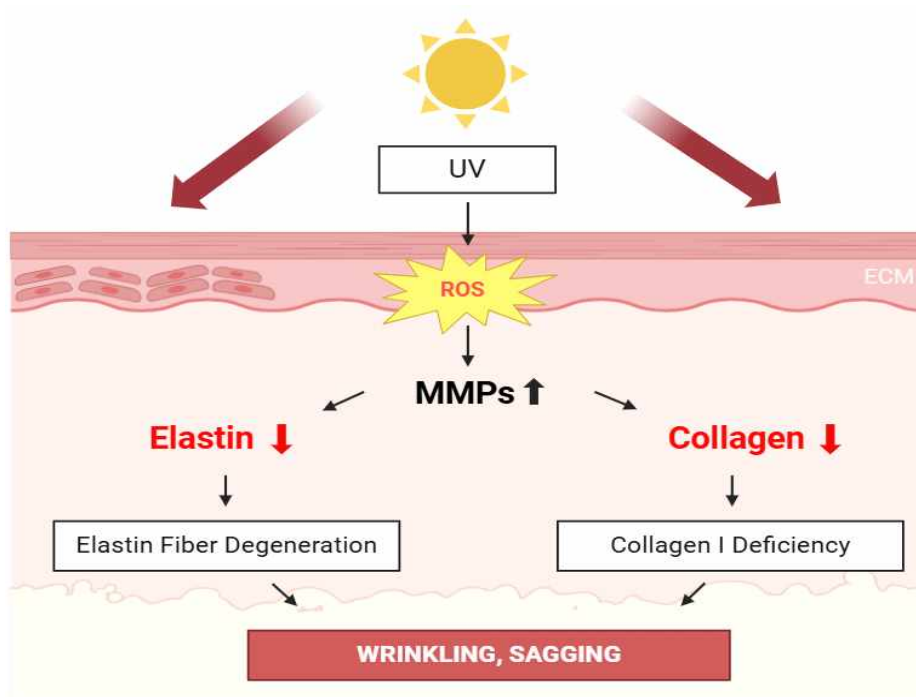 UV
ROS
ECM
MMPs
Elastin
Collagen
Elastin Fiber Degeneration
Collagen I Deficiency
WRINKLING, SAGGING